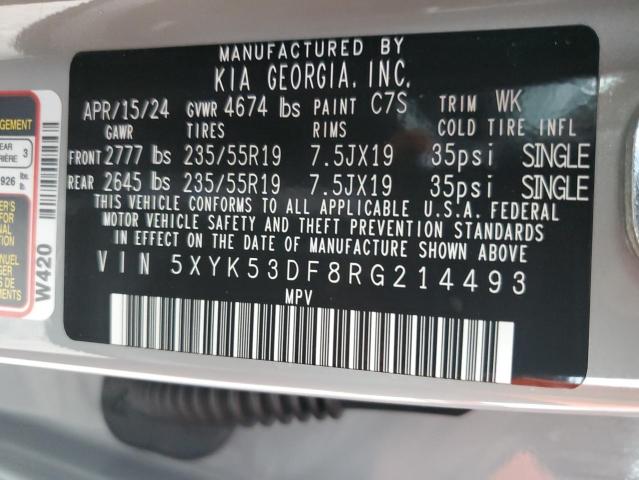 MANUFACTURED BY
KIA GEORGIA, INC.
APR/15/24 GVWR 4674 lbs PAINT C7S TRIM WK
GAWR TIRES RIMS COLD TIRE INFL
FRONT 2777 lbs 235/55R19 7.5JX19 35psi SINGLE
REAR 2645 lbs 235/55R19 7.5JX19 35psi SINGLE
THIS VEHICLE CONFORMS TO ALL APPLICABLE U.S.A. FEDERAL
MOTOR VEHICLE SAFETY AND THEFT PREVENTION STANDARDS
IN EFFECT ON THE DATE OF MANUFACTURE SHOWN ABOVE
VIN 5XYK53DF8RG214493
MPV
W420
3
926 lbs.